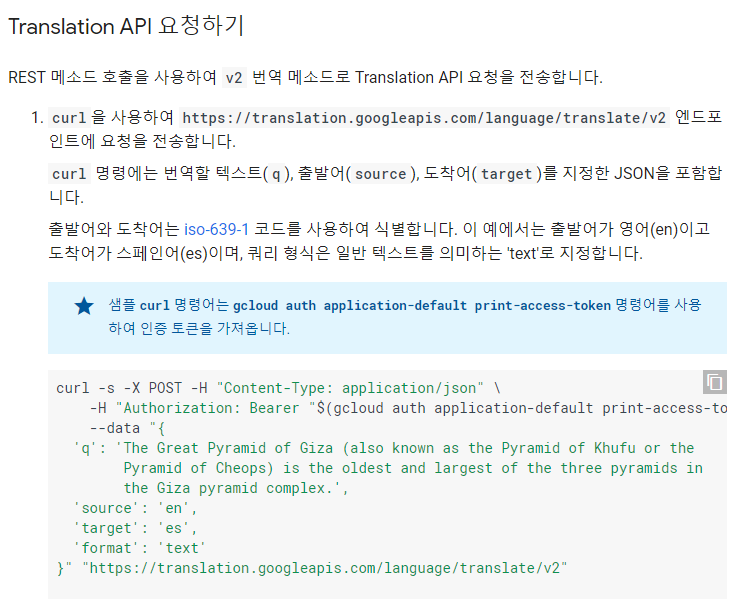 Translation API 요청하기
REST 메소드 호출을 사용하여 v2 번역 메소드로 Translation API 요청을 전송합니다.
1. curl 을 사용하여 https://translation.googleapis.com/language/translate/v2 엔드포
인트에 요청을 전송합니다.
curl 명령에는 번역할 텍스트( q ), 출발어( source ), 도착어( target )를 지정한 JSON을 포함합
니다.
출발어와 도착어는 iso-639-1 코드를 사용하여 식별합니다. 이 예에서는 출발어가 영어(en)이고
도착어가 스페인어(es)이며, 쿼리 형식은 일반 텍스트를 의미하는 'text'로 지정합니다.
샘플 curl 명령어는 gcloud auth application-default print-access-token 명령어를 사용
하여 인증 토큰을 가져옵니다.
curl -s -X POST -H "Content-Type: application/json" \
-H "Authorization: Bearer "$(gcloud auth application-default print-access-to
--data "{
'q': 'The Great Pyramid of Giza (also known as the Pyramid of Khufu or the
Pyramid of Cheops) is the oldest and largest of the three pyramids in
the Giza pyramid complex.',
'source': 'en',
'target': 'es',
'format': 'text'
}" "https://translation.googleapis.com/language/translate/v2"